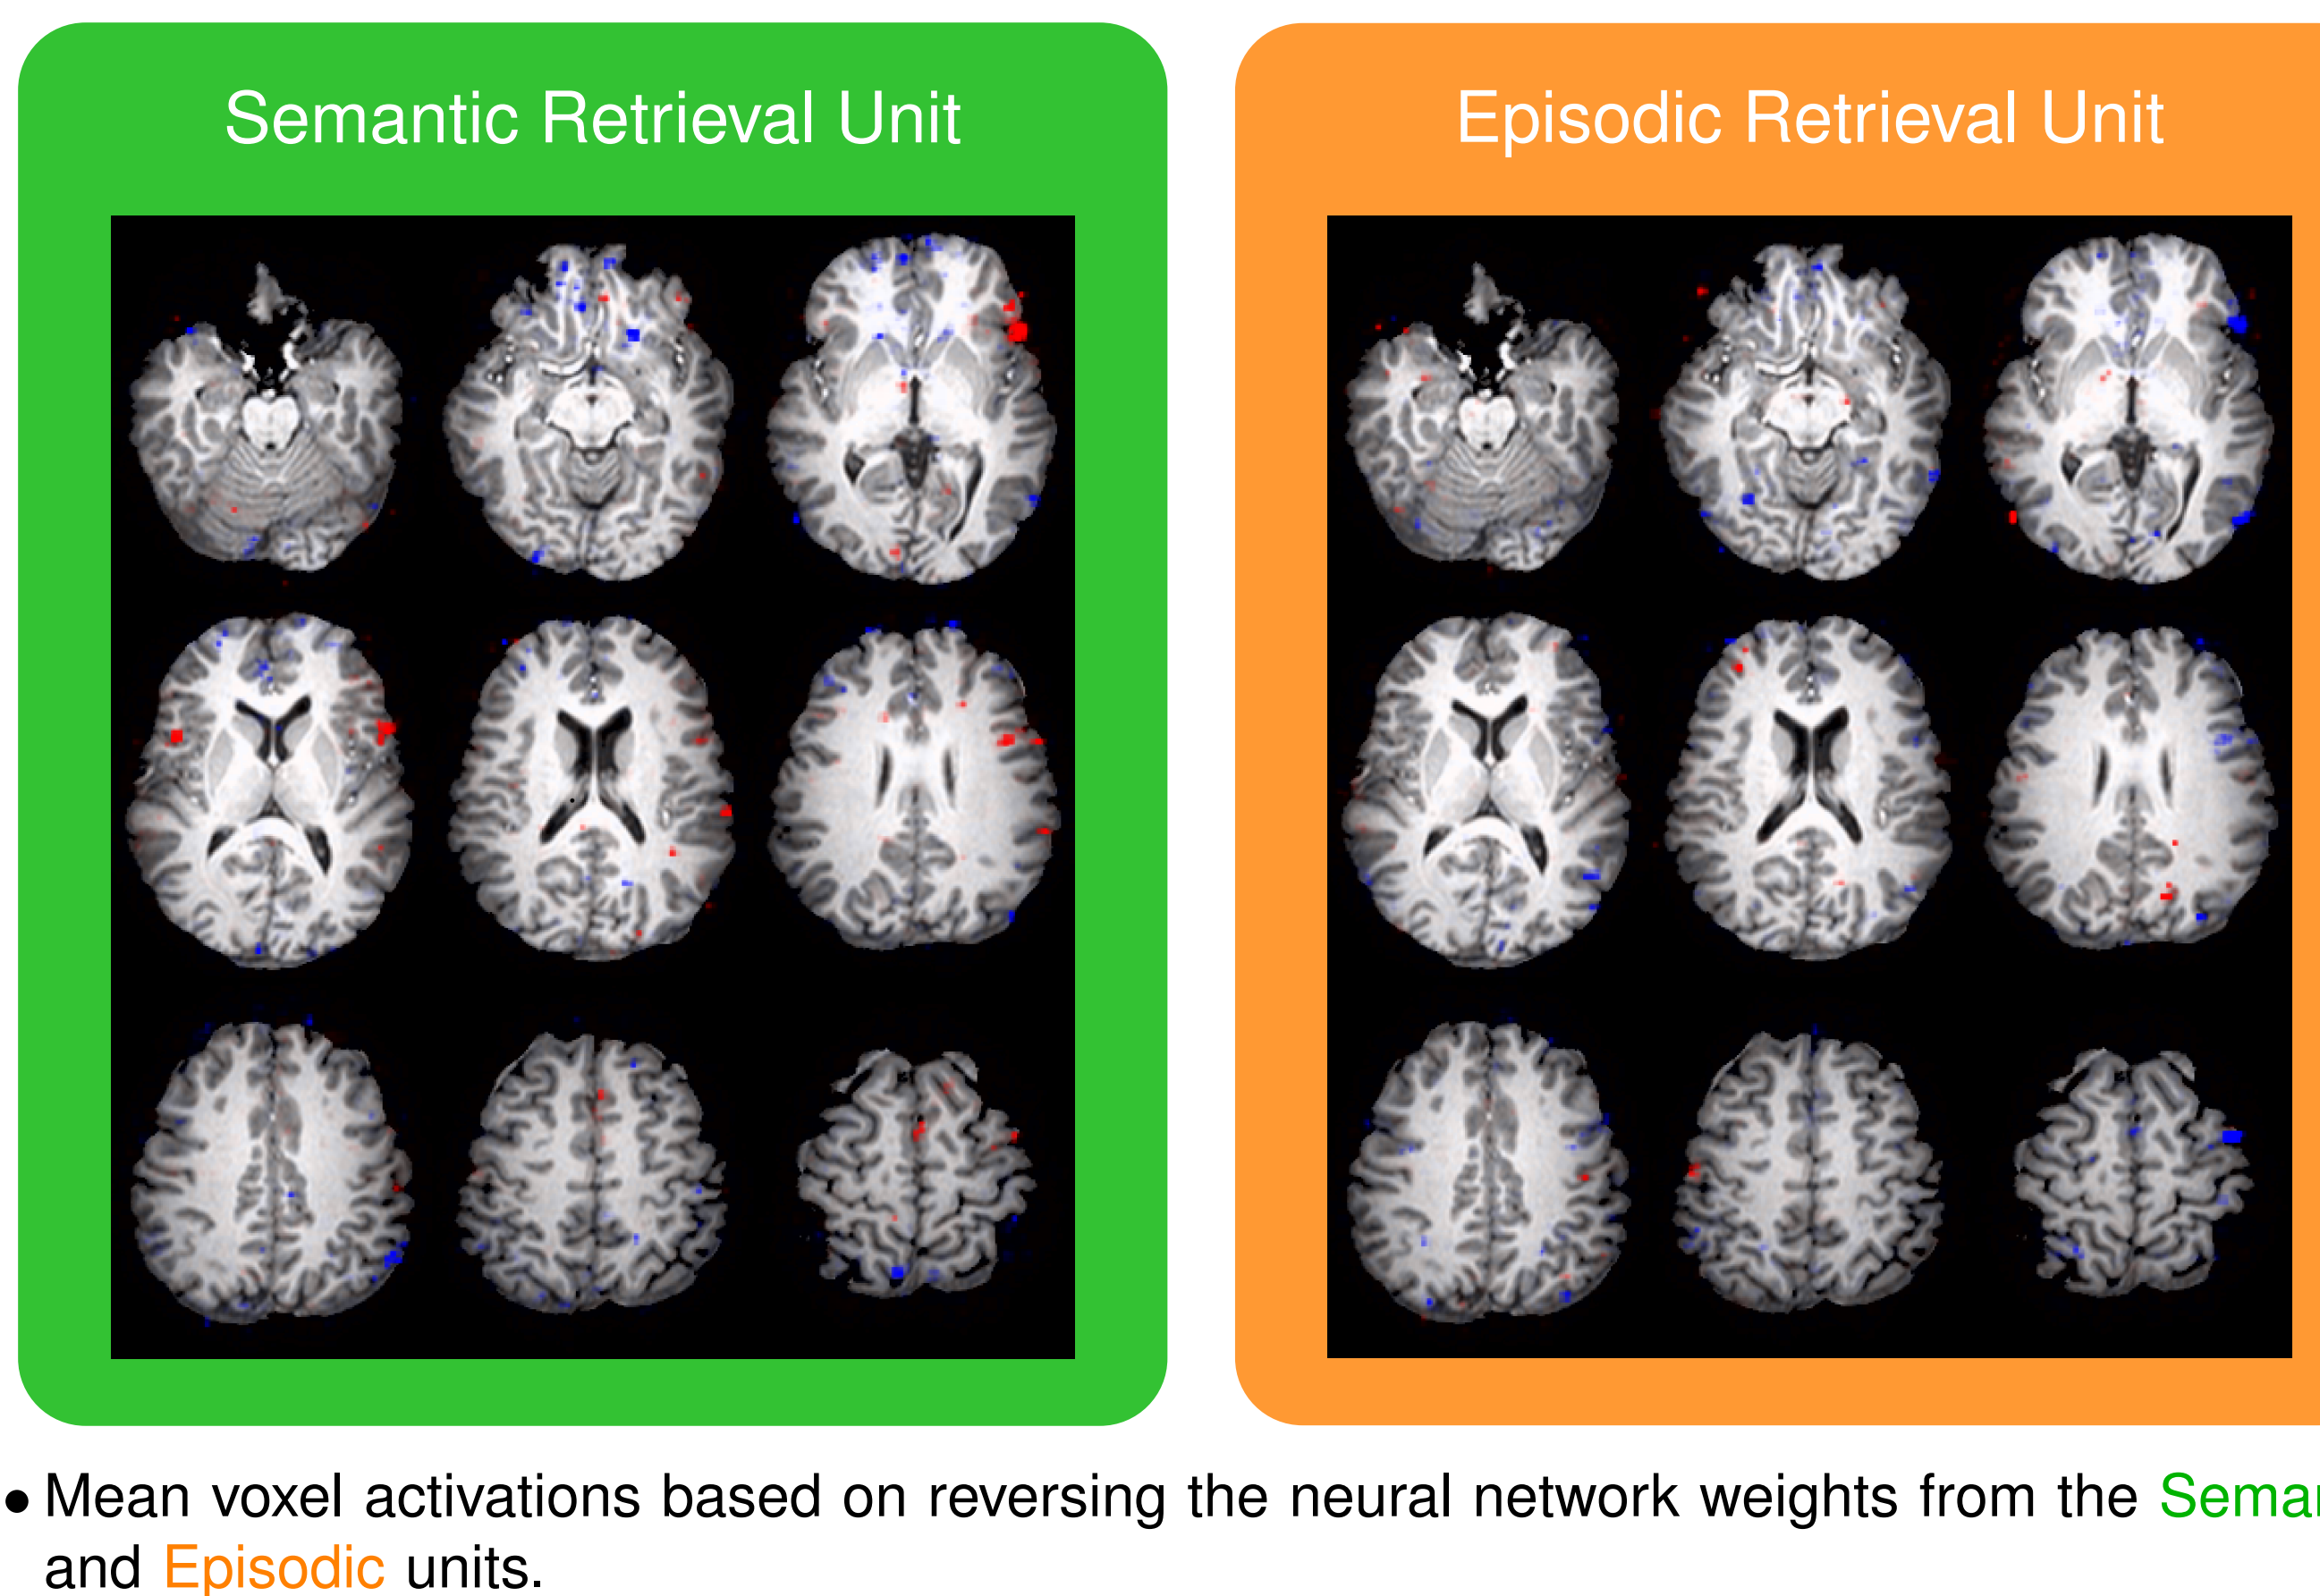 Semantic Retrieval Unit
Episodic Retrieval Unit
• Mean voxel activations based on reversing the neural network weights from the
and Episodic units.